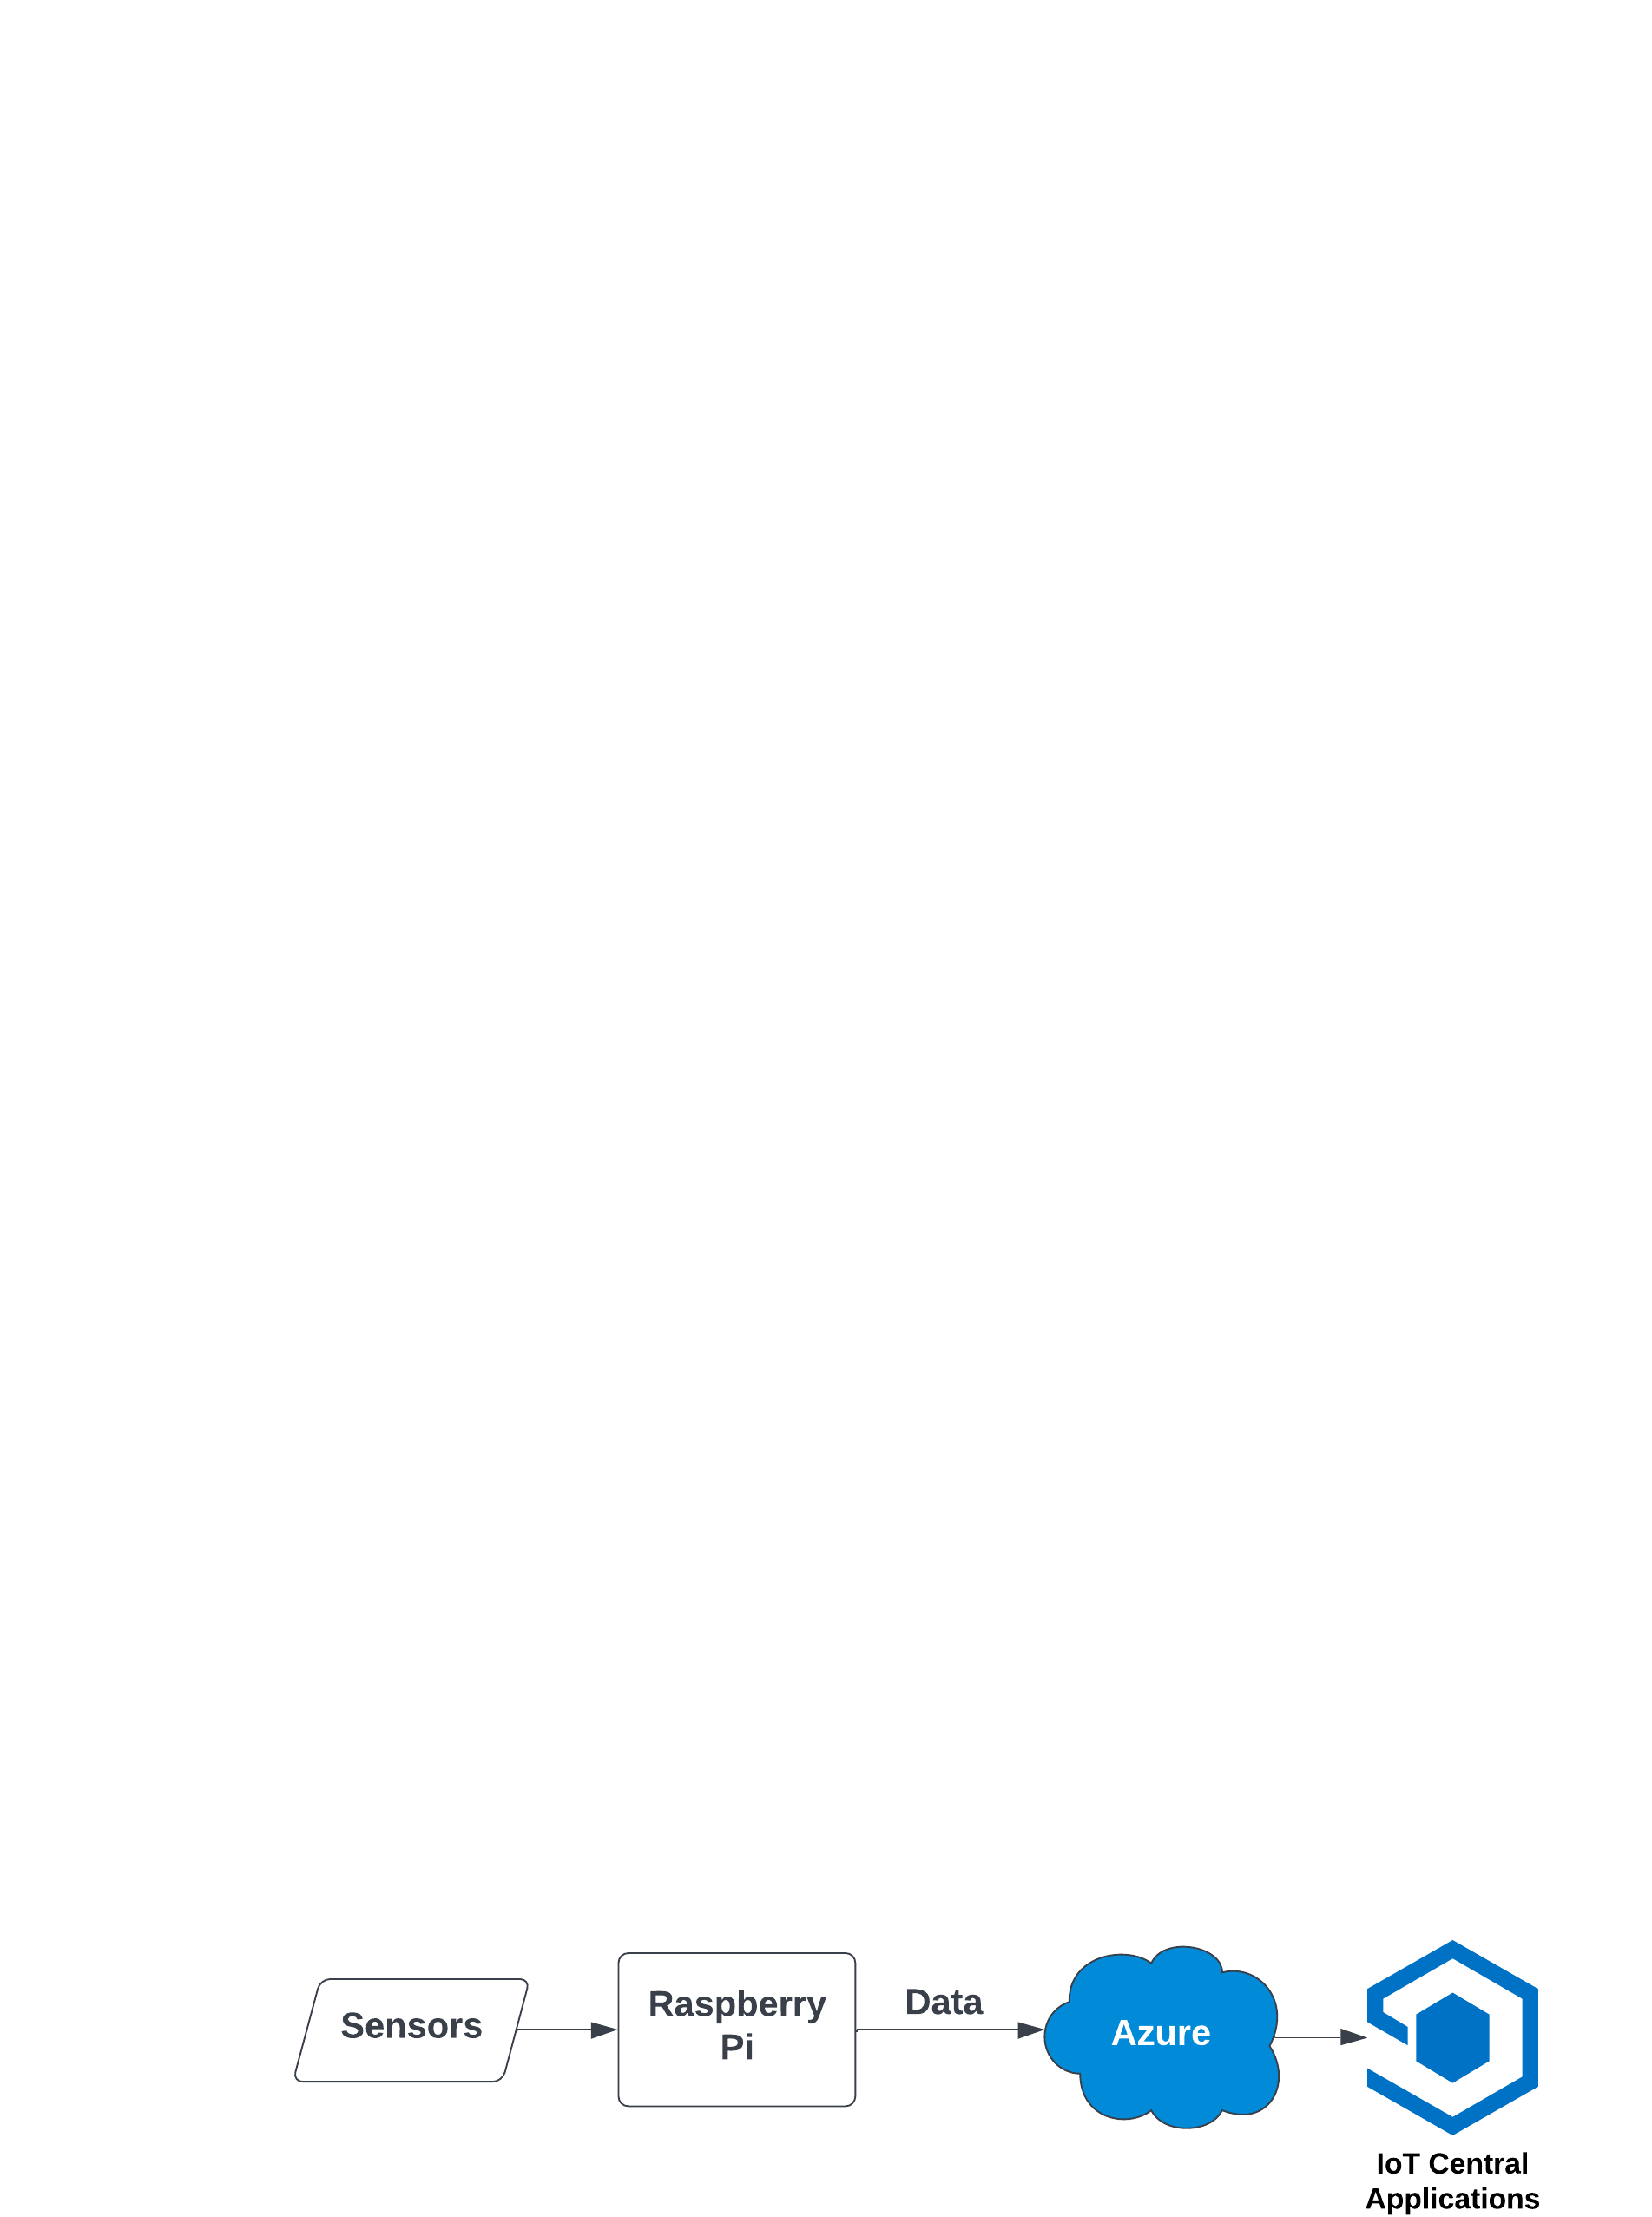 Sensors
Raspberry
Pi
Data
Azure
IoT Central
Applications